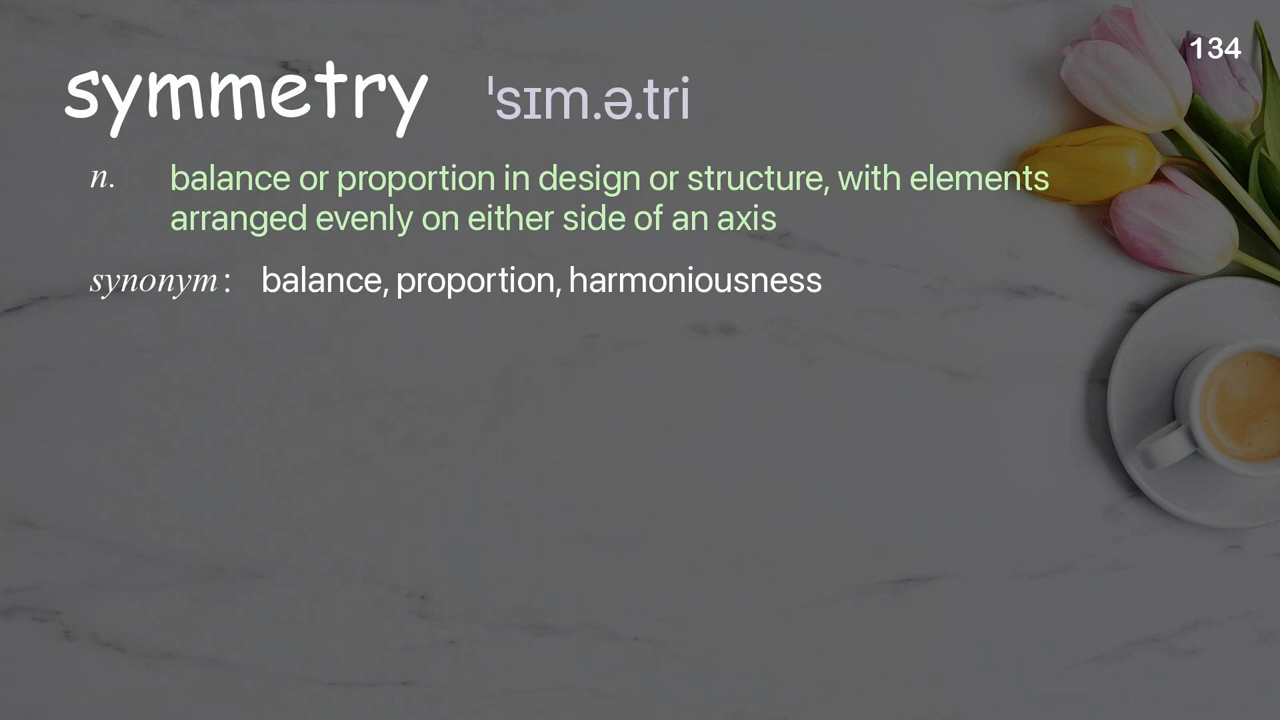 134
symmetry ˈsɪm.ə.tri
n. balance or proportion in design or structure, with elements
arranged evenly on either side of an axis
synonym: balance, proportion, harmoniousness